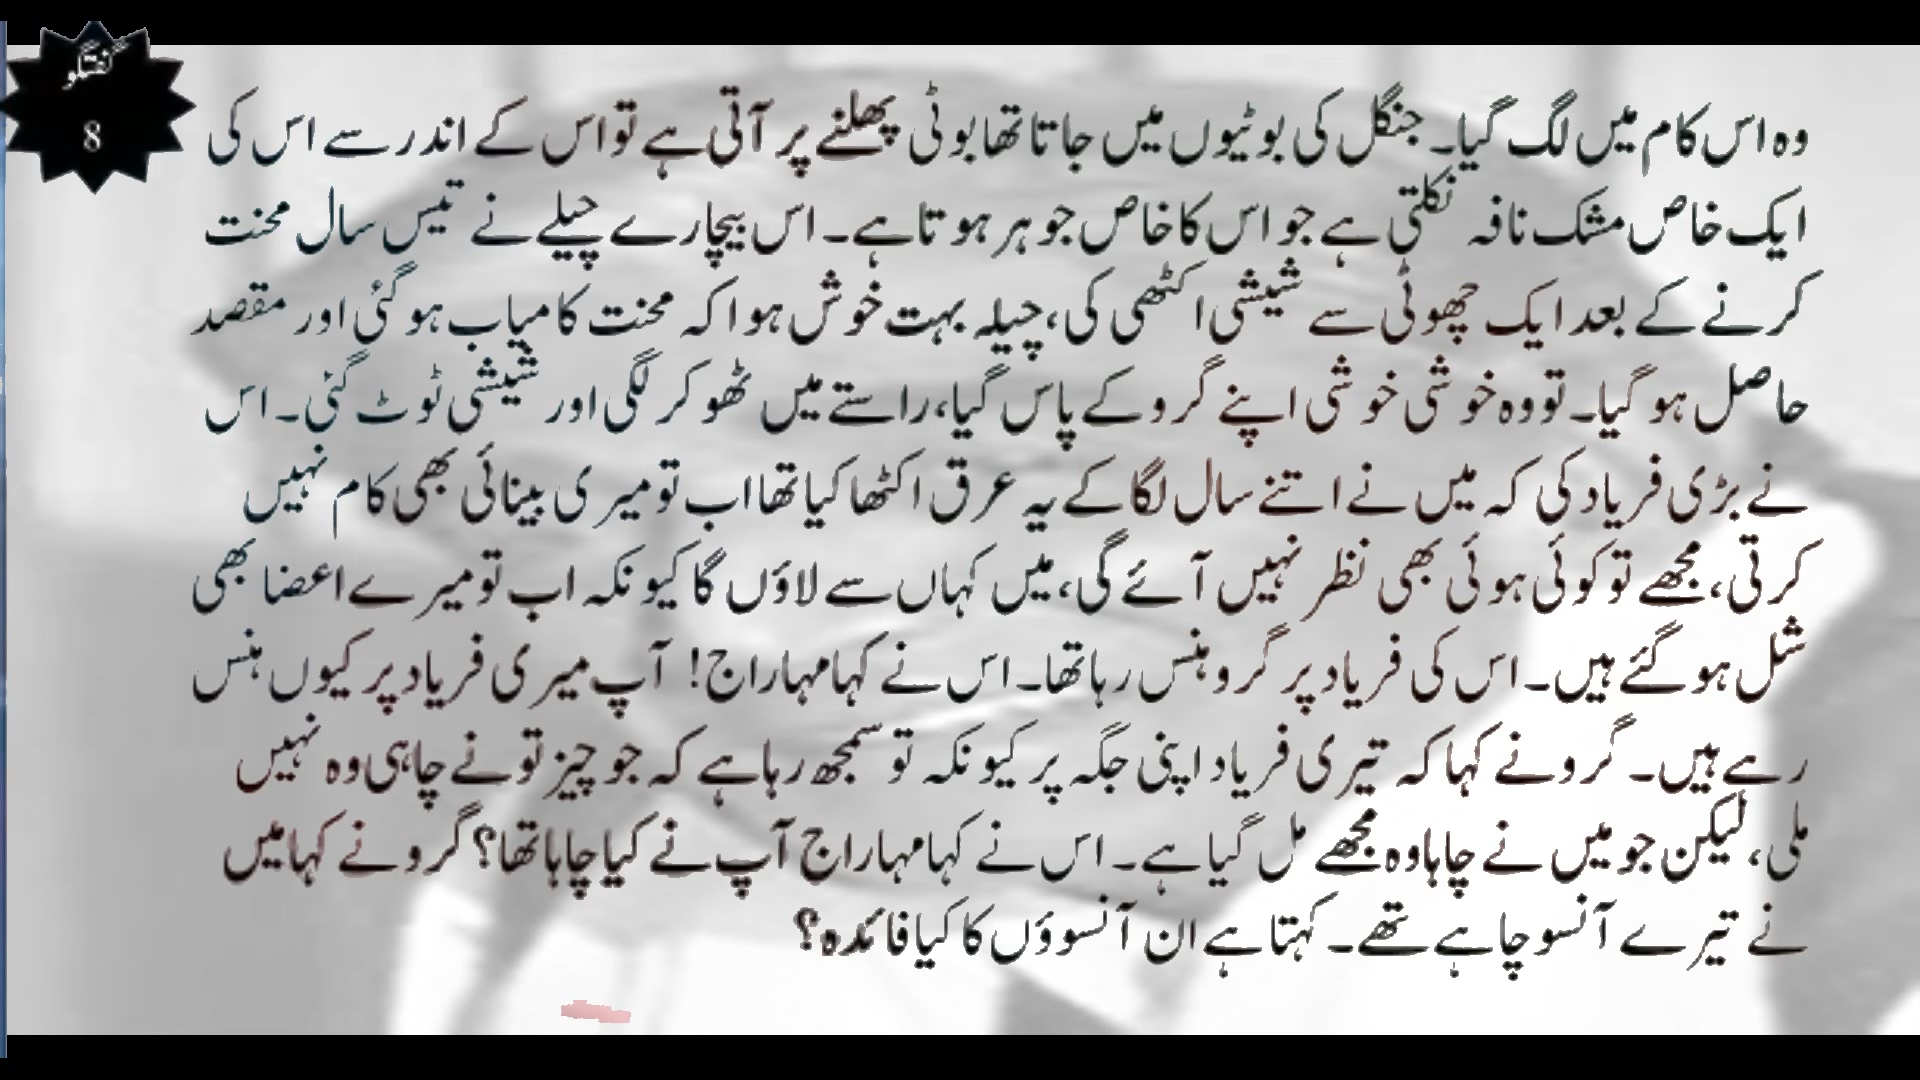 گفتگو
8
وہ اس کام میں لگ گیا۔ جنگل کی بوٹیوں میں جاتا تھا بوٹی پھلنے پر آتی ہے تو اس کے اندر سے اس کی
ایک خاص مشک نافہ نکلتی ہے جو اس کا خاص جوہر ہوتا ہے۔ اس بیچارے چیلے نے تیس سال محنت
کرنے کے بعد ایک چھوٹی سے شیشی اکٹھی کی، چیلہ بہت خوش ہوا کہ محنت کامیاب ہو گئی اور مقصد
حاصل ہو گیا۔ تو وہ خوشی خوشی اپنے گرو کے پاس گیا، راستے میں ٹھوکر لگی اور شیشی ٹوٹ گئی۔ اس
نے بڑی فریاد کی کہ میں نے اتنے سال لگا کے یہ عرق اکٹھا کیا تھا اب تو میری بینائی بھی کام نہیں
کرتی، مجھے تو کوئی ہوئی بھی نظر نہیں آئے گی، میں کہاں سے لاؤں گا کیونکہ اب تو میرے اعضا بھی
شل ہو گئے ہیں۔ اس کی فریاد پر گرو ہنس رہا تھا۔ اس نے کہا مہاراج! آپ میری فریاد پر کیوں ہنس
رہے ہیں۔ گرو نے کہا کہ تیری فریاد اپنی جگہ پر کیونکہ تو سمجھ رہا ہے کہ جو چیز تو نے چاہی وہ نہیں
ملی، لیکن جو میں نے چاہا وہ مجھے مل گیا ہے۔ اس نے کہا مہاراج آپ نے کیا چاہا تھا؟ گرو نے کہا میں
نے تیرے آنسو چاہے تھے۔ کہتا ہے ان آنسوؤں کا کیا فائدہ؟